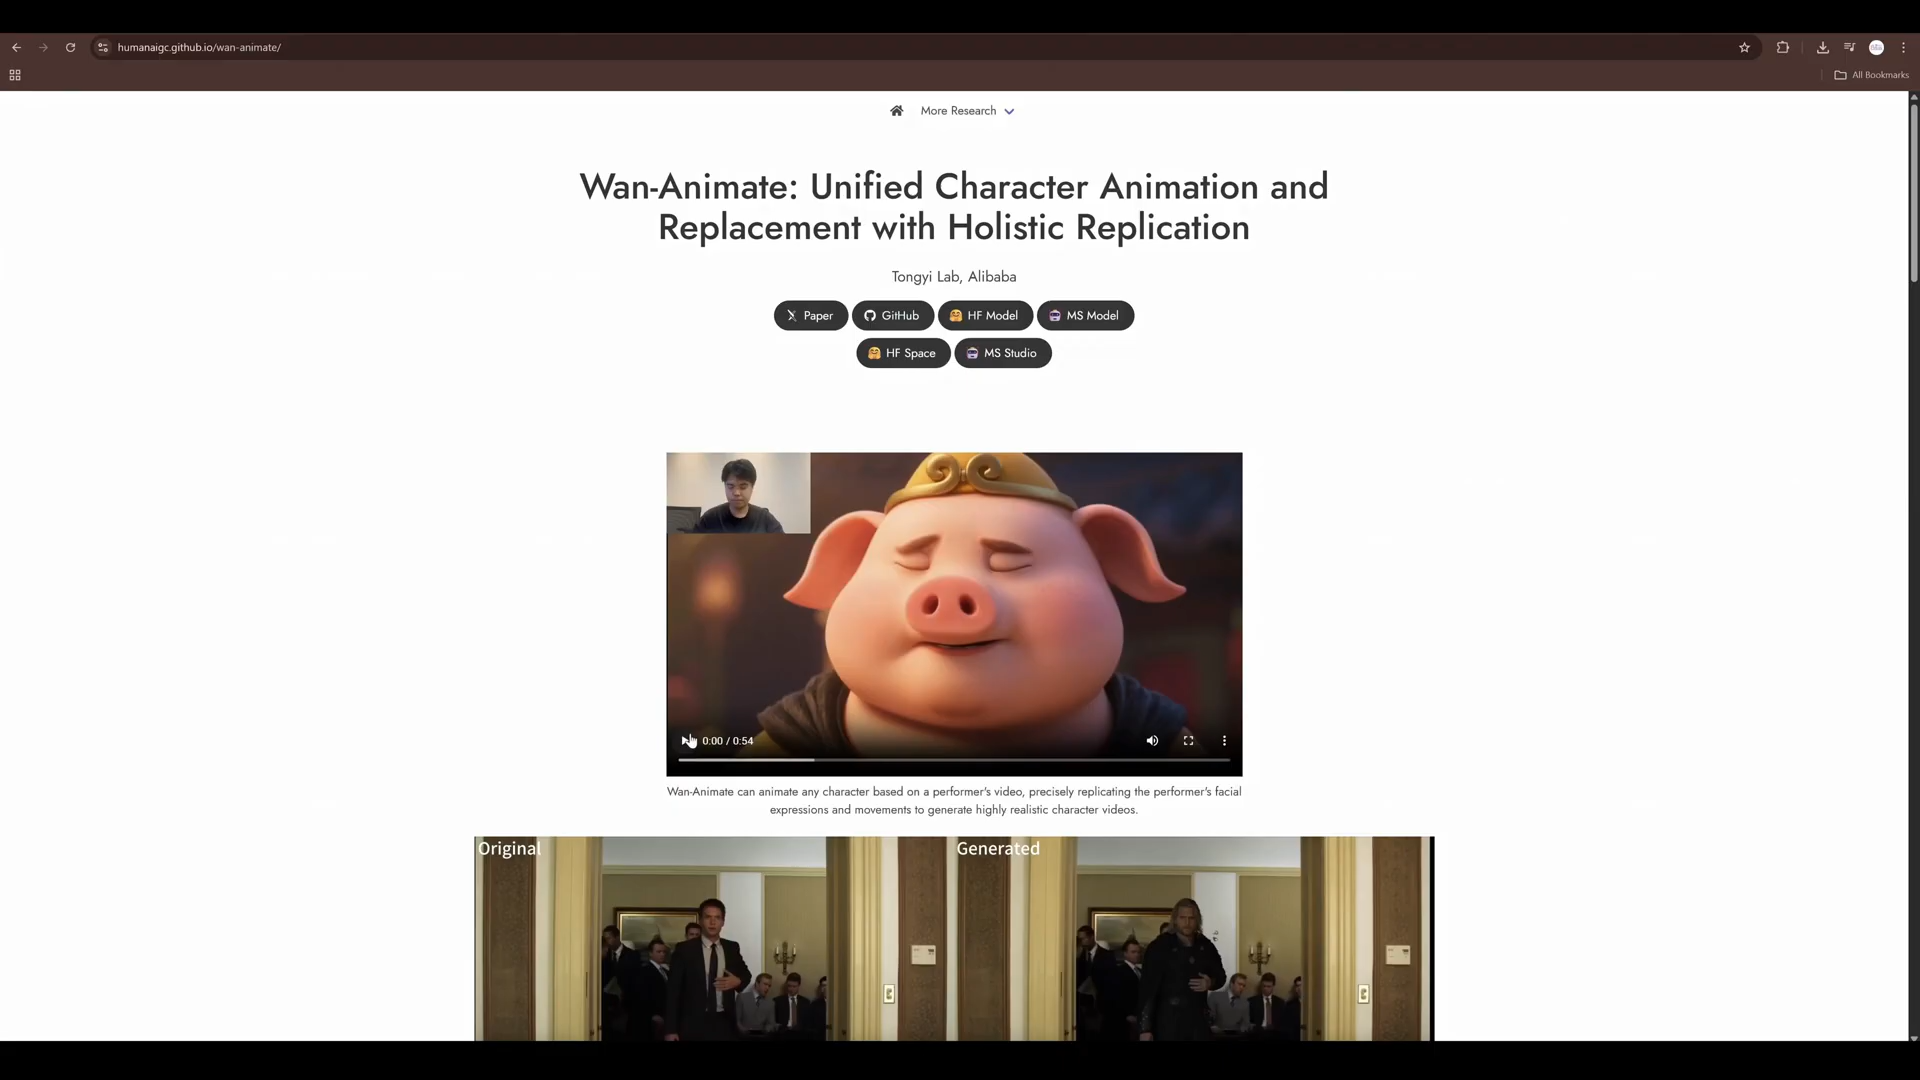 humanaigc.github.io/wan-animate/
All Bookmarks
More Research
Wan-Animate: Unified Character Animation and
Replacement with Holistic Replication
Tongyi Lab, Alibaba
Paper
GitHub
HF Model
MS Model
HF Space
MS Studio
0:00 / 0:54
Wan-Animate can animate any character based on a performer's video, precisely replicating the performer's facial
expressions and movements to generate highly realistic character videos.
Original
Generated